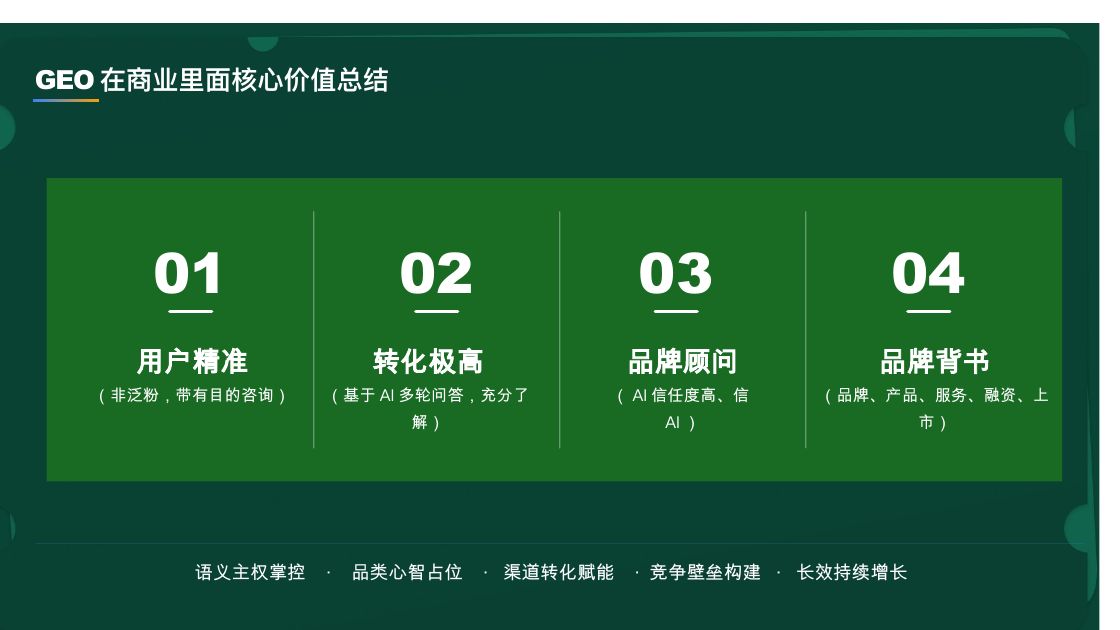 GEO 在商业里面核心价值总结
01
用户精准
（非泛粉，带有目的咨询）
02
转化极高
（基于 AI 多轮问答，充分了
解）
03
品牌顾问
（ AI 信任度高、信
AI ）
04
品牌背书
（品牌、产品、服务、融资、上
市）
语义主权掌控 · 品类心智占位 · 渠道转化赋能 · 竞争壁垒构建 · 长效持续增长